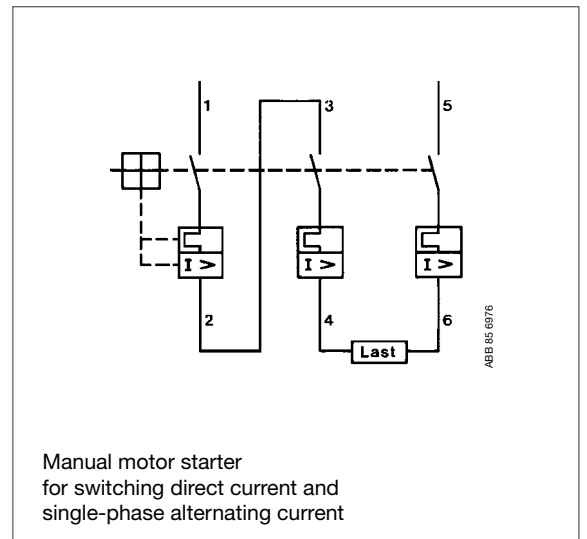 1 3 5
I > I > I >
2 4 6
Last
ABB 85 6976
Manual motor starter
for switching direct current and
single-phase alternating current